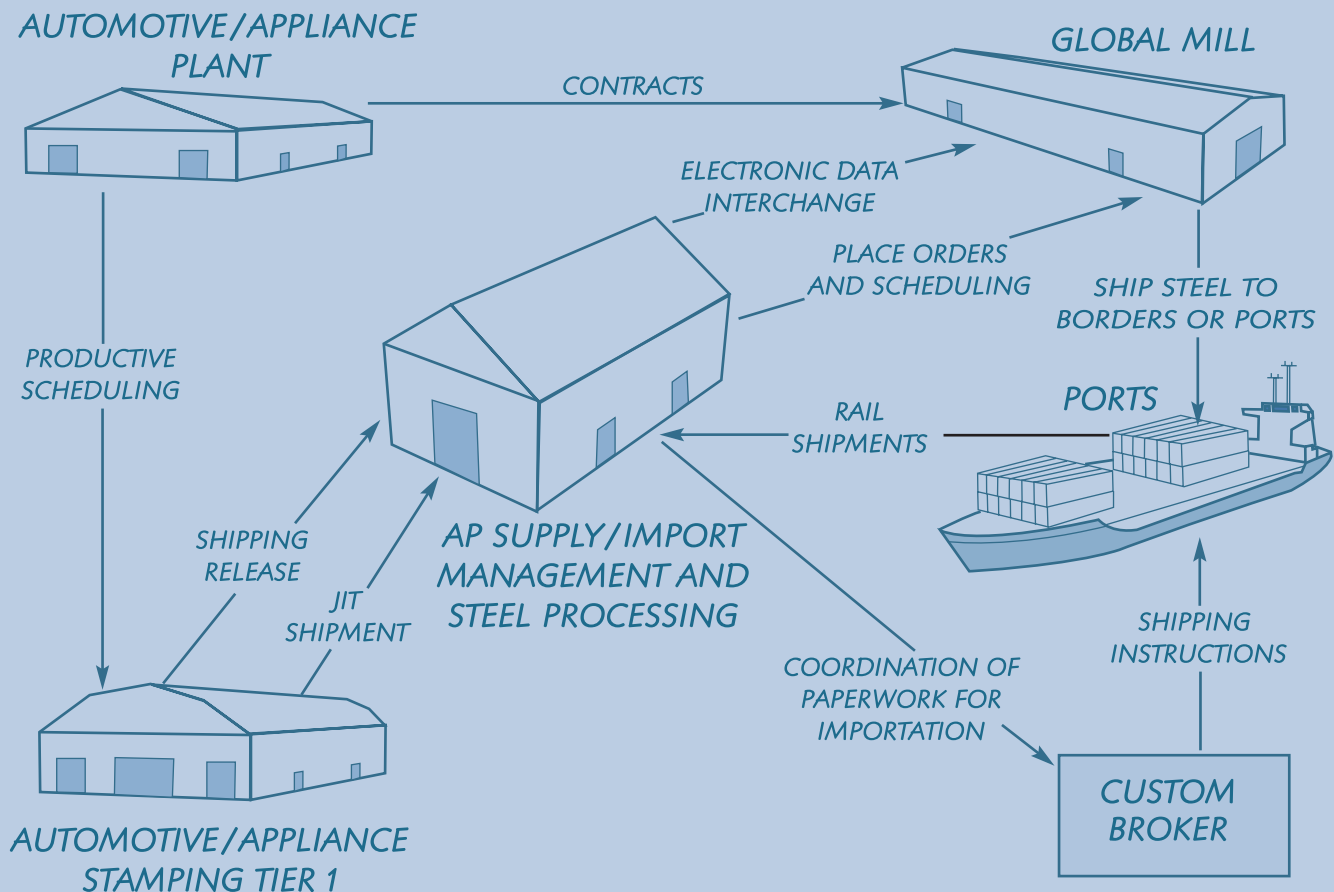 AUTOMOTIVE/APPLIANCE
PLANT
GLOBAL MILL
CONTRACTS
ELECTRONIC DATA
INTERCHANGE
PLACE ORDERS
AND SCHEDULING
SHIP STEEL TO
BORDERS OR PORTS
PRODUCTIVE
SCHEDULING
PORTS
RAIL
SHIPMENTS
SHIPPING
RELEASE
JIT
SHIPMENT
AP SUPPLY/IMPORT
MANAGEMENT AND
STEEL PROCESSING
SHIPPING
INSTRUCTIONS
COORDINATION OF
PAPERWORK FOR
IMPORTATION
CUSTOM
BROKER
AUTOMOTIVE/APPLIANCE
STAMPING TIER 1